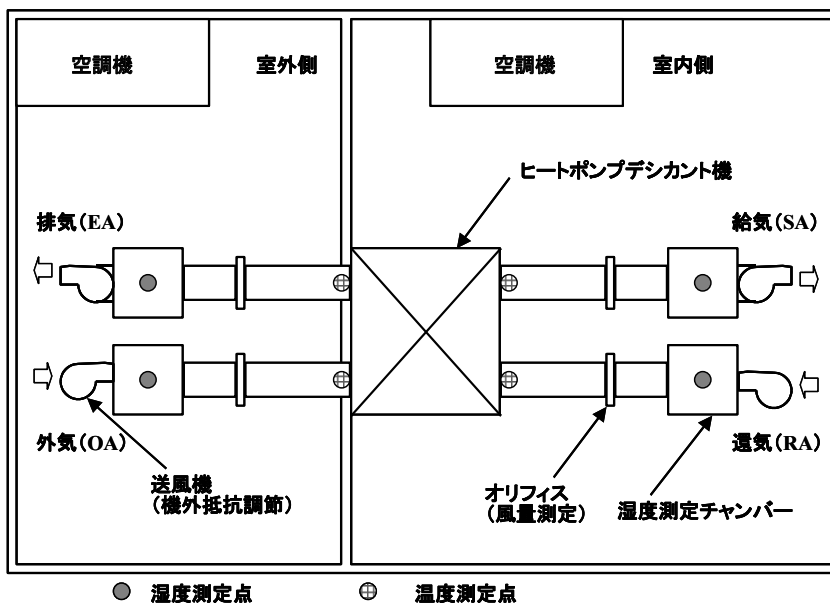 空調機
室外側
空調機
室内側
ヒートポンプデシカント機
排気(EA)
給気(SA)
外気(OA)
還気(RA)
送風機
(機外抵抗調節)
オリフィス
(風量測定)
湿度測定チャンバー
湿度測定点
温度測定点